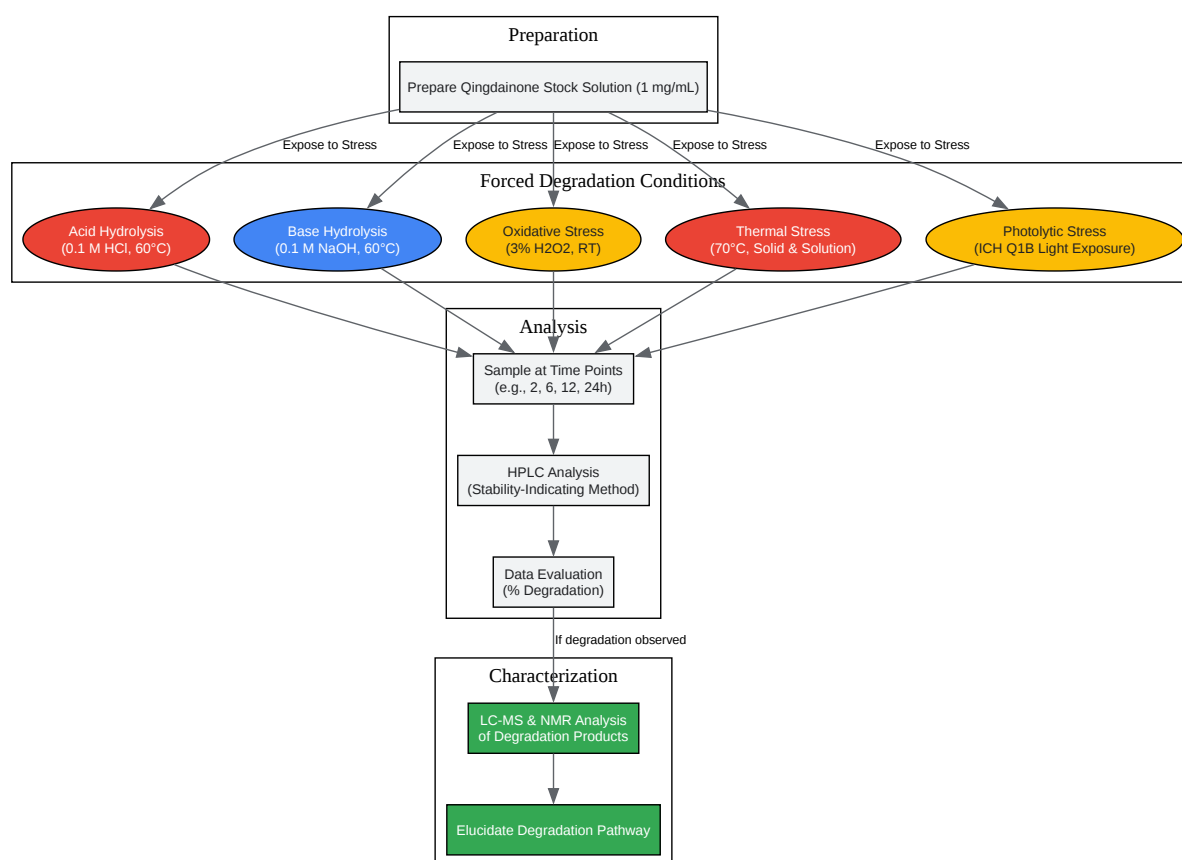 Preparation
Prepare Qingdainone Stock Solution (1 mg/mL)
Expose to Stress
Expose to Stress
Expose to Stress
Expose to Stress
Expose to Stress
Forced Degradation Conditions
Acid Hydrolysis
(0.1 M HCl, 60°C)
Base Hydrolysis
(0.1 M NaOH, 60°C)
Oxidative Stress
(3% H2O2, RT)
Thermal Stress
(70°C, Solid & Solution)
Photolytic Stress
(ICH Q1B Light Exposure)
Analysis
Sample at Time Points
(e.g., 2, 6, 12, 24h)
HPLC Analysis
(Stability-Indicating Method)
Data Evaluation
(% Degradation)
If degradation observed
Characterization
LC-MS & NMR Analysis
of Degradation Products
Elucidate Degradation Pathway